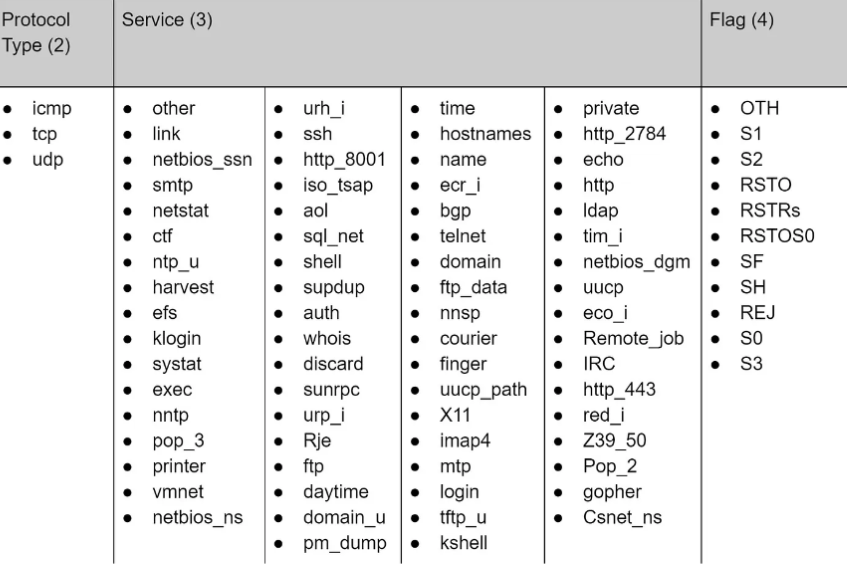 Protocol
Type (2)
Service (3)
Flag (4)
● icmp
● tcp
● udp
● other
● link
● netbios_ssn
● smtp
● netstat
● ctf
● ntp_u
● harvest
● efs
● klogin
● systat
● exec
● nntp
● pop_3
● printer
● vmnet
● netbios_ns
● urh_i
● ssh
● http_8001
● iso_tsap
● aol
● sql_net
● shell
● supdup
● auth
● whois
● discard
● sunrpc
● urp_i
● Rje
● ftp
● daytime
● domain_u
● pm_dump
● time
● hostnames
● name
● ecr_i
● bgp
● telnet
● domain
● ftp_data
● nnsp
● courier
● finger
● uucp_path
● X11
● imap4
● mtp
● login
● tftp_u
● kshell
● private
● http_2784
● echo
● http
● ldap
● tim_i
● netbios_dgm
● uucp
● eco_i
● Remote_job
● IRC
● http_443
● red_i
● Z39_50
● Pop_2
● gopher
● Csnet_ns
● OTH
● S1
● S2
● RSTO
● RSTRs
● RSTOS0
● SF
● SH
● REJ
● S0
● S3